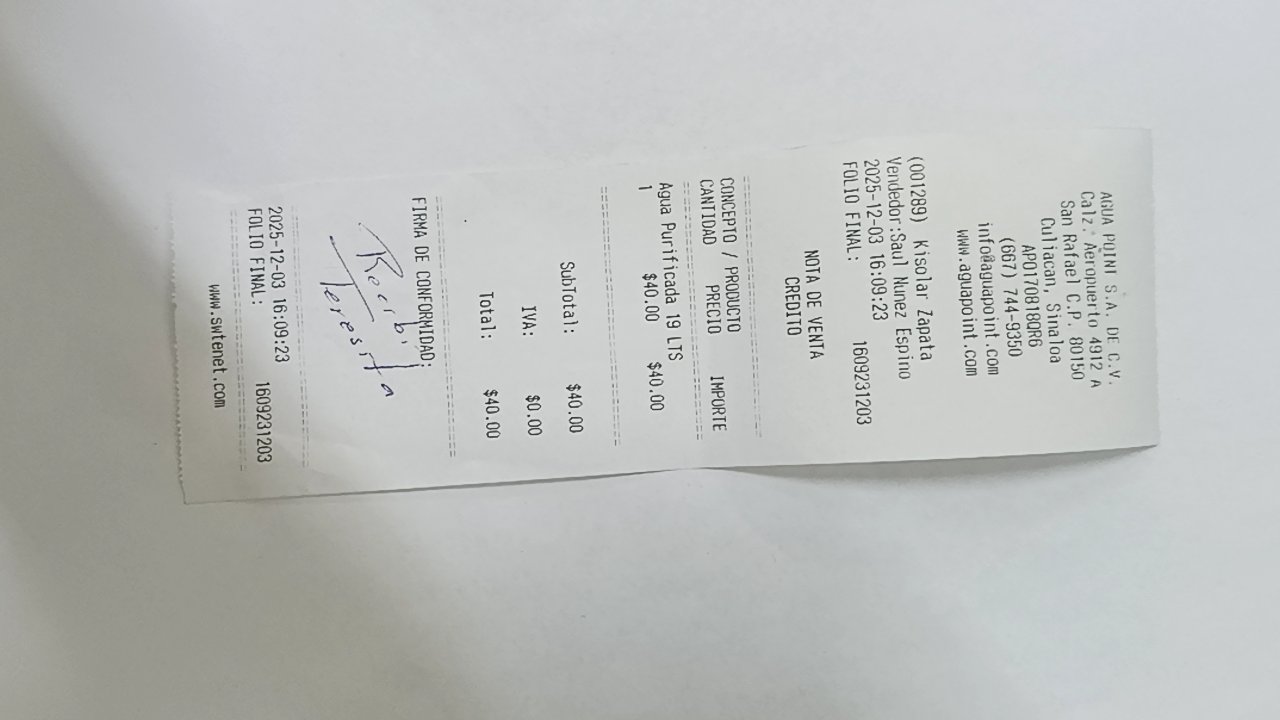 AGUA POINT S.A. DE C.V.
Calz. Aeropuerto 4912 A
San Rafael C.P. 80150
Culiacan, Sinaloa
APO170818QR6
(667) 744-9350
info@aguapoint.com
www.aguapoint.com
NOTA DE VENTA
CREDITO
(001289) Kisolar Zapata
Vendedor:Saul Nunez Espino
2025-12-03 16:09:23
FOLIO FINAL: 1609231203
CONCEPTO / PRODUCTO
CANTIDAD PRECIO IMPORTE
Agua Purificada 19 LTS
1 $40.00 $40.00
SubTotal: $40.00
IVA: $0.00
Total: $40.00
FIRMA DE CONFORMIDAD:
Recibí
Teresita
2025-12-03 16:09:23
FOLIO FINAL: 1609231203
www.swtenet.com